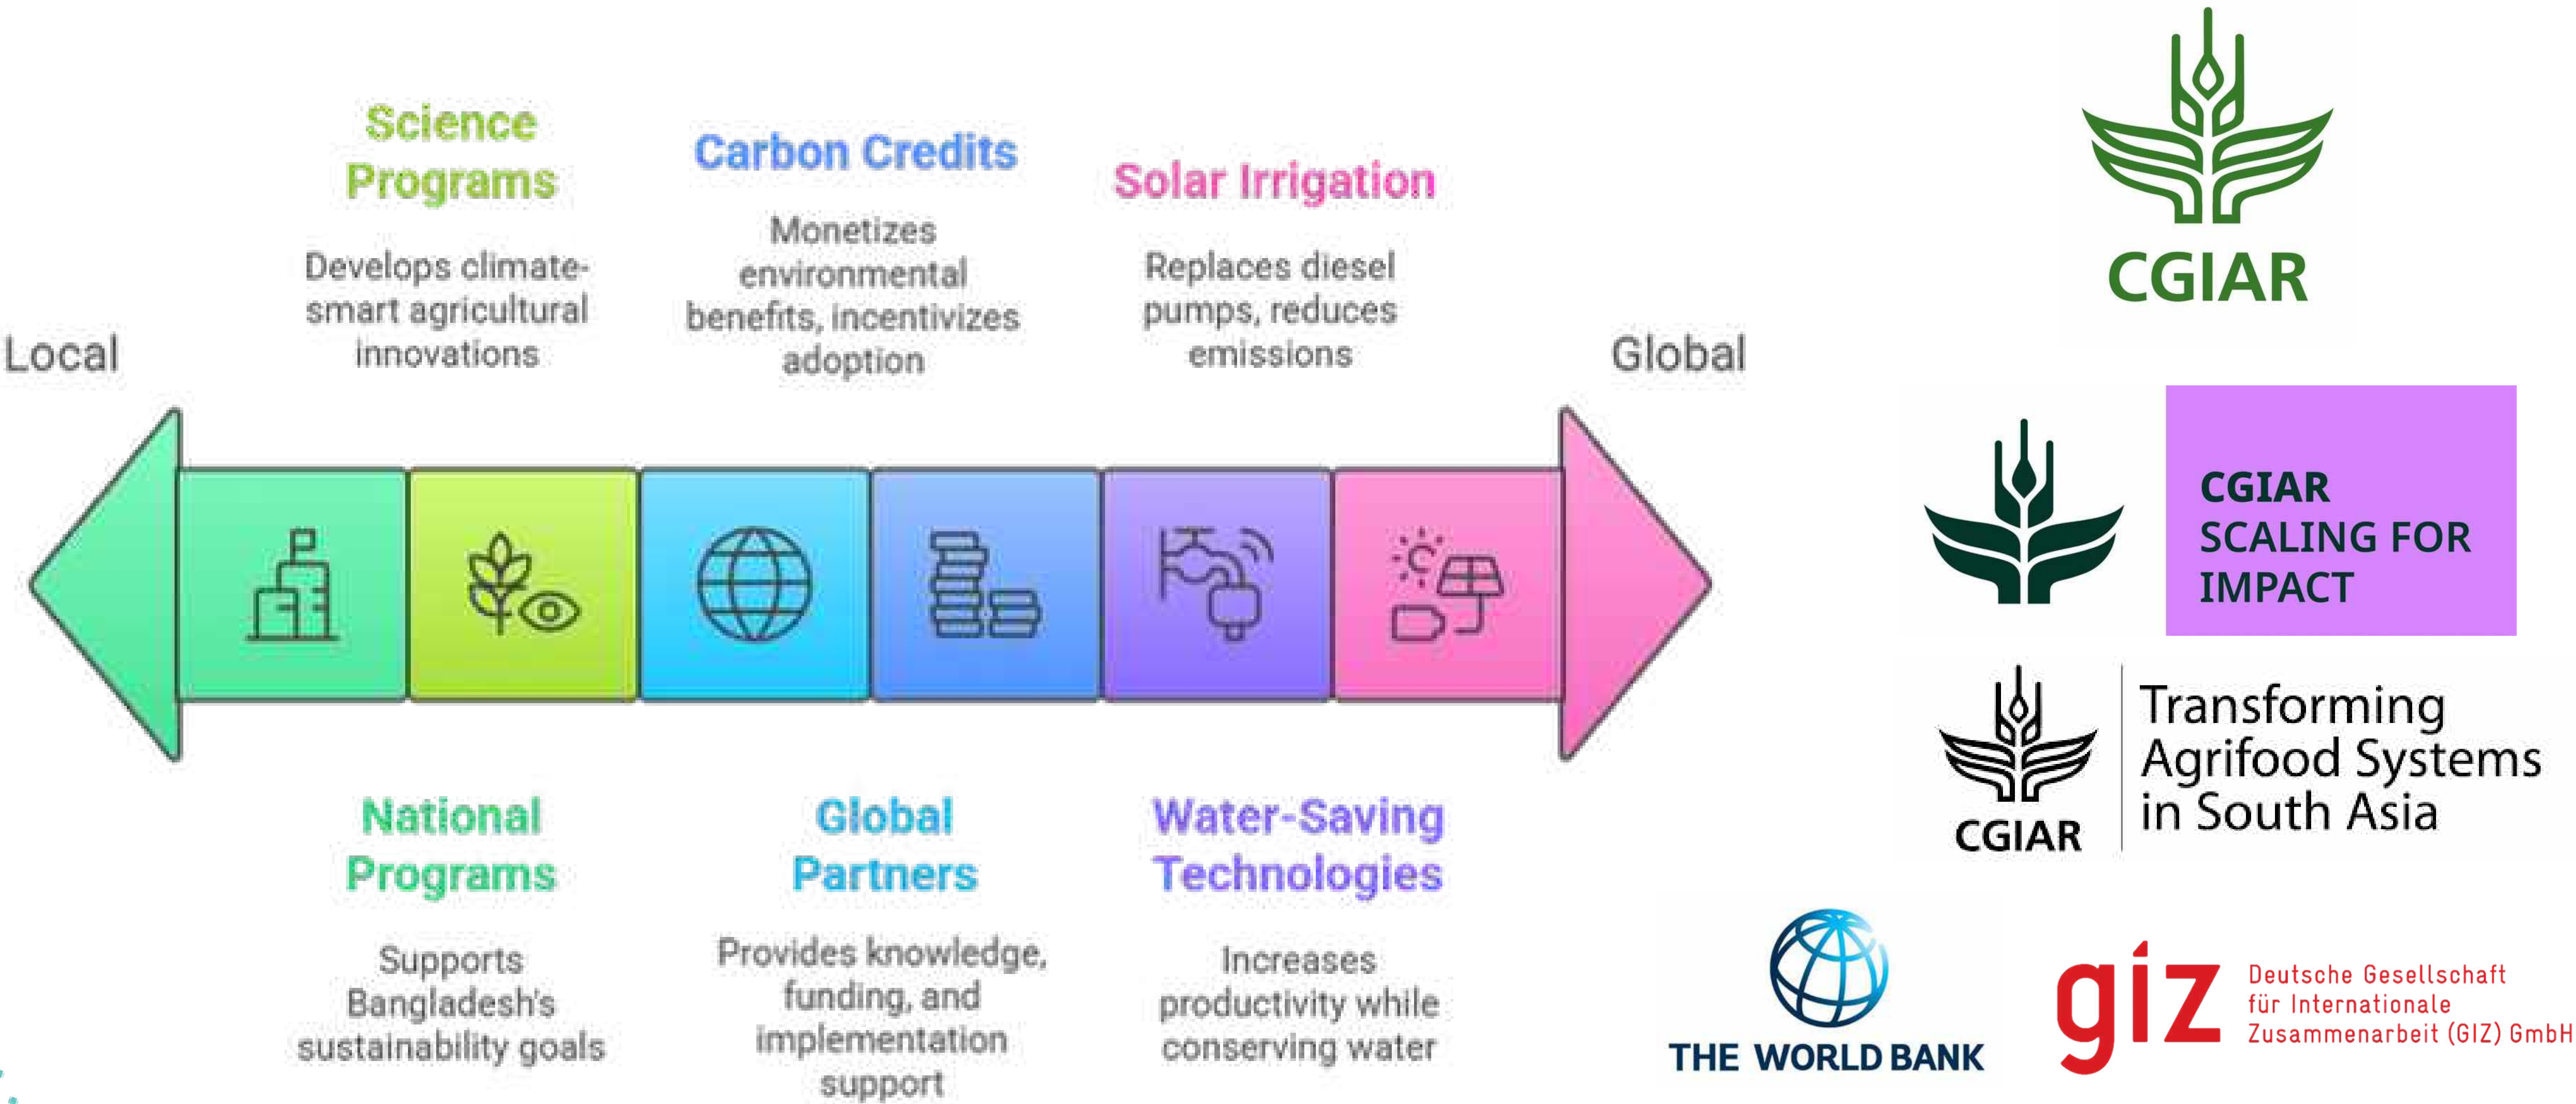 Science
Programs
Develops climate-
smart agricultural
innovations
Carbon Credits
Monetizes
environmental
benefits, incentivizes
adoption
Solar Irrigation
Replaces diesel
pumps, reduces
emissions
Local
Global
National
Programs
Supports
Bangladesh's
sustainability goals
Global
Partners
Provides knowledge,
funding, and
implementation
support
Water-Saving
Technologies
Increases
productivity while
conserving water
CGIAR
CGIAR
SCALING FOR
IMPACT
CGIAR
Transforming
Agrifood Systems
in South Asia
THE WORLD BANK
giz
Deutsche Gesellschaft
für Internationale
Zusammenarbeit (GIZ) GmbH